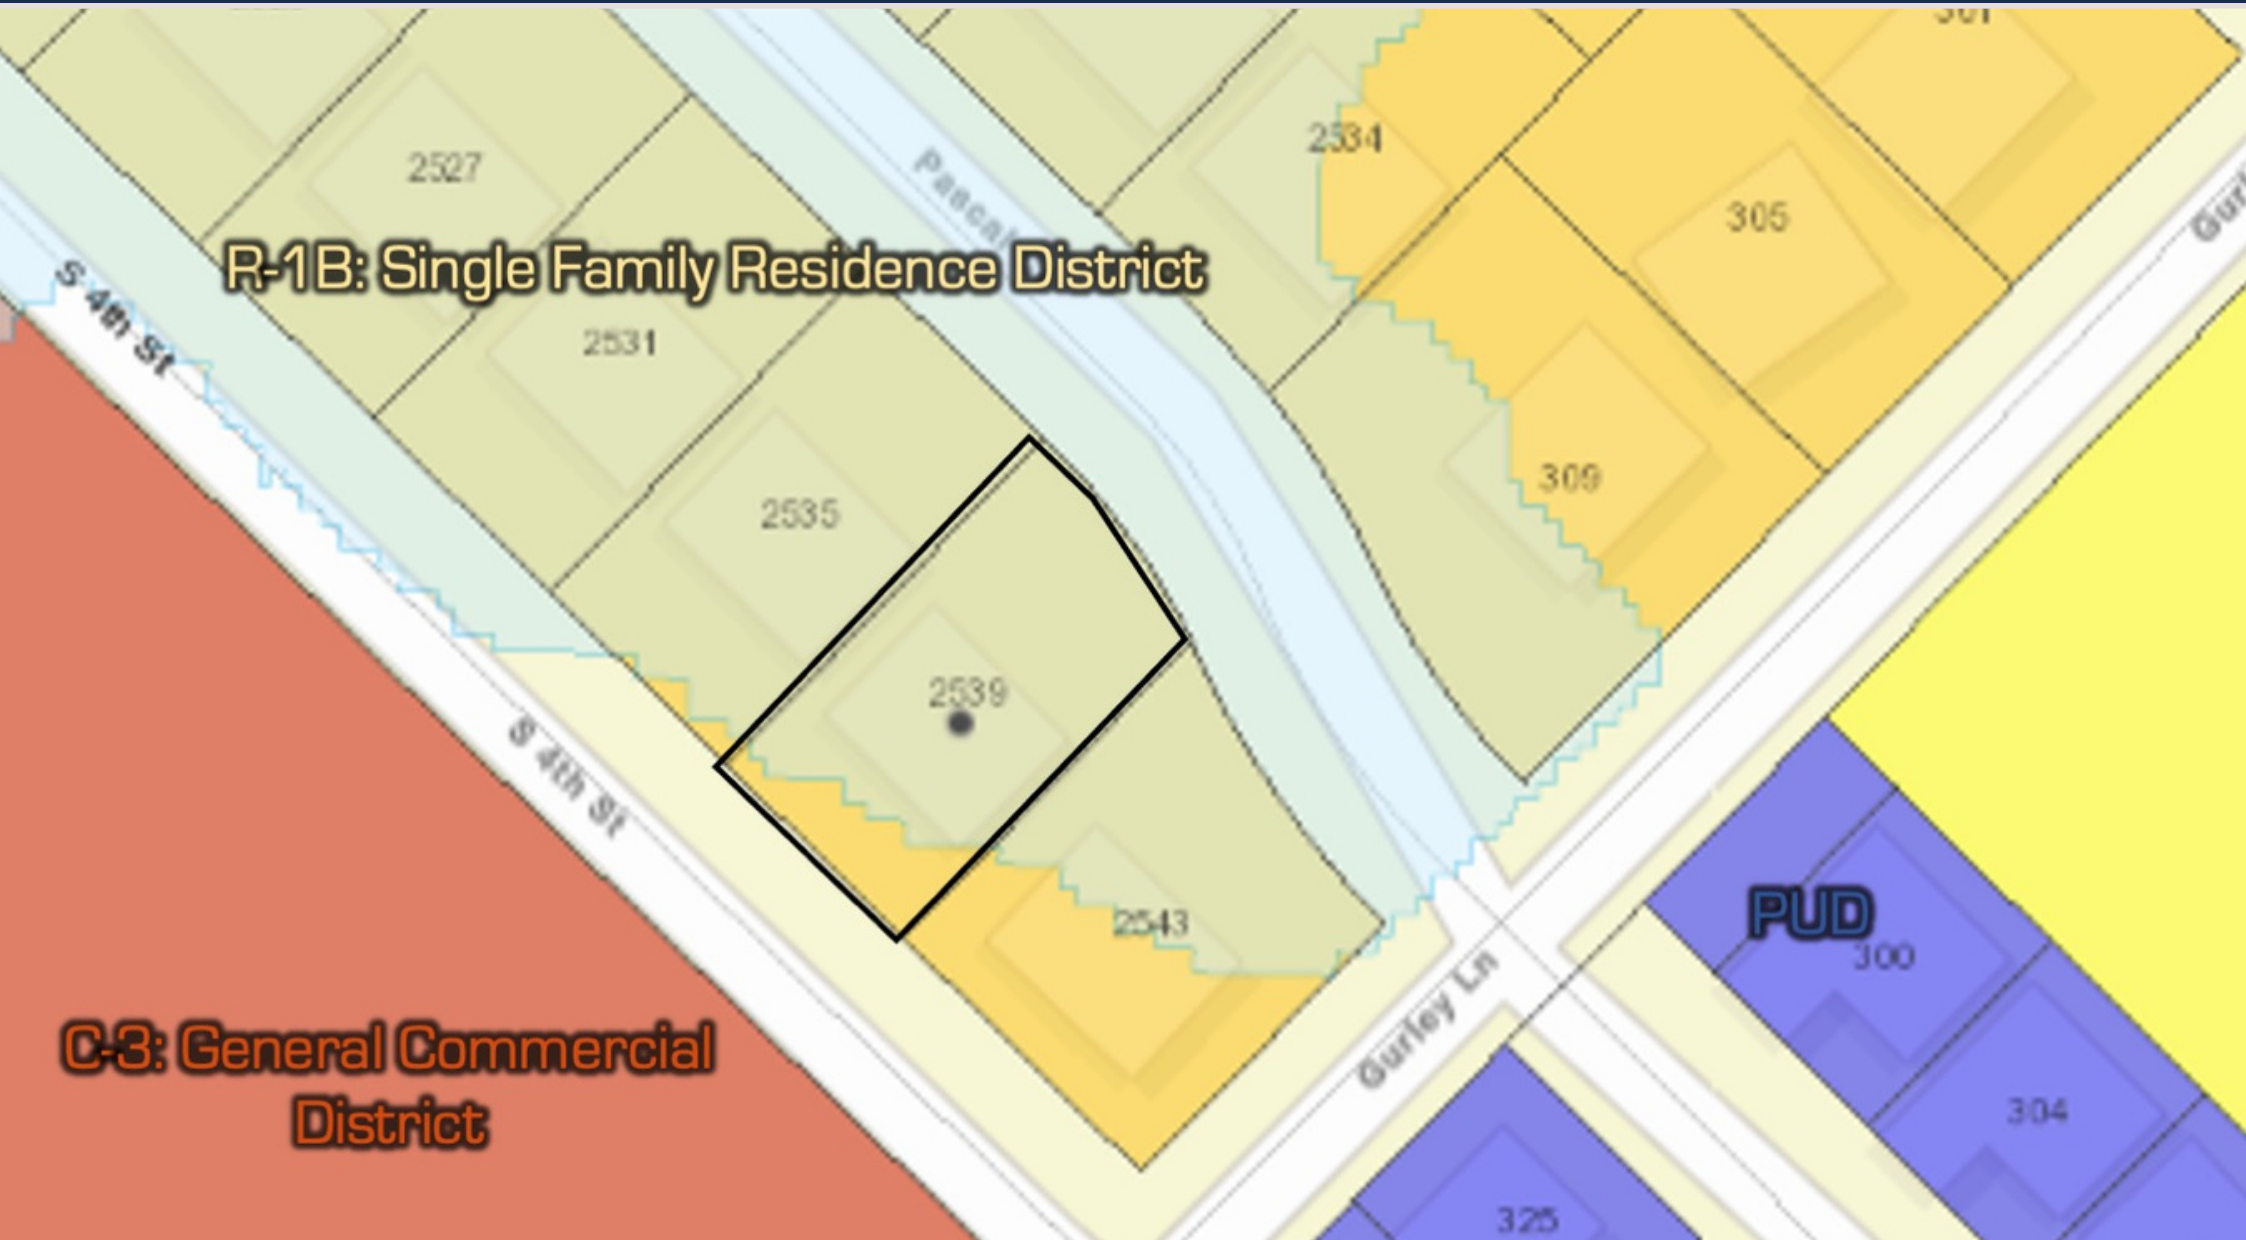 2534
305
2527
R-1B: Single Family Residence District
S 4th St
2531
309
2535
2539
S 4th St
2543
PUD
300
Gurley Ln
C-3: General Commercial
District
304
325